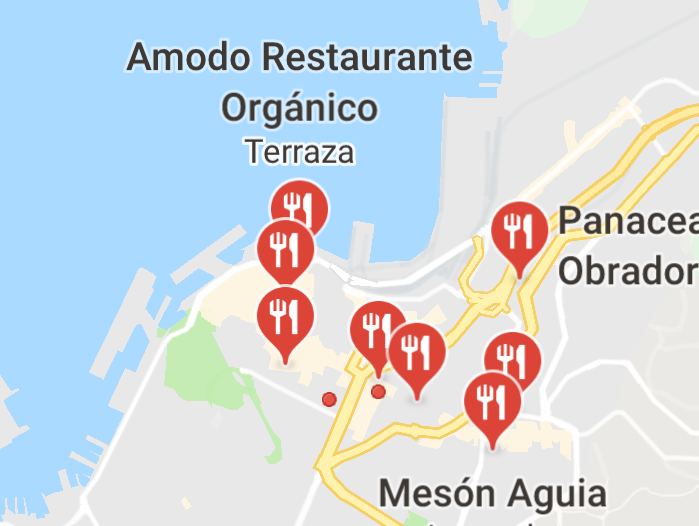 Amodo Restaurante
Orgánico
Terraza
Panacea
Obrador
Mesón Aguia